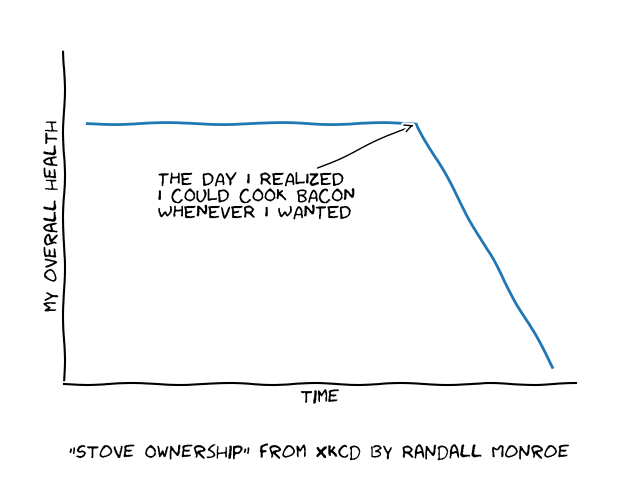 MY OVERALL HEALTH
THE DAY I REALIZED
I COULD COOK BACON
WHENEVER I WANTED
TIME
"STOVE OWNERSHIP" FROM XKCD BY RANDALL MONROE